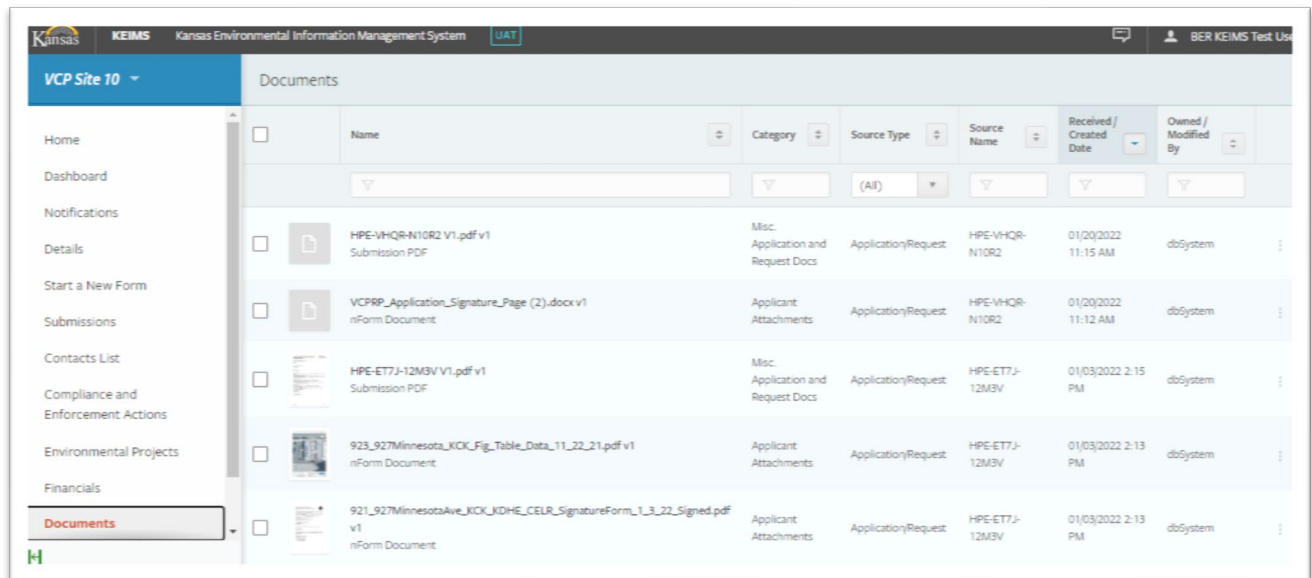 Kansas KEIMS Kansas Environmental Information Management System UAT BER KEIMS Test Use
VCP Site 10
Documents
Home
Dashboard
Notifications
Details
Start a New Form
Submissions
Contacts List
Compliance and
Enforcement Actions
Environmental Projects
Financials
Documents
Name Category Source Type Source Name Received / Created Date Owned / Modified By
(All)
HPE-VHQR-N10R2 V1.pdf v1
Submission PDF
Misc.
Application and
Request Docs
Application/Request
HPE-VHQR-
N10R2
01/20/2022
11:15 AM
dbSystem
VCPRP_Application_Signature_Page (2).docx v1
nForm Document
Applicant
Attachments
Application/Request
HPE-VHQR-
N10R2
01/20/2022
11:12 AM
dbSystem
HPE-ET7J-12M3V V1.pdf v1
Submission PDF
Misc.
Application and
Request Docs
Application/Request
HPE-ET7J-
12M3V
01/03/2022 2:15
PM
dbSystem
923_927Minnesota_KCK_Fig_Table_Data_11_22_21.pdf v1
nForm Document
Applicant
Attachments
Application/Request
HPE-ET7J-
12M3V
01/03/2022 2:13
PM
dbSystem
921_927MinnesotaAve_KCK_KDHE_CELR_SignatureForm_1_3_22_Signed.pdf
v1
nForm Document
Applicant
Attachments
Application/Request
HPE-ET7J-
12M3V
01/03/2022 2:13
PM
dbSystem